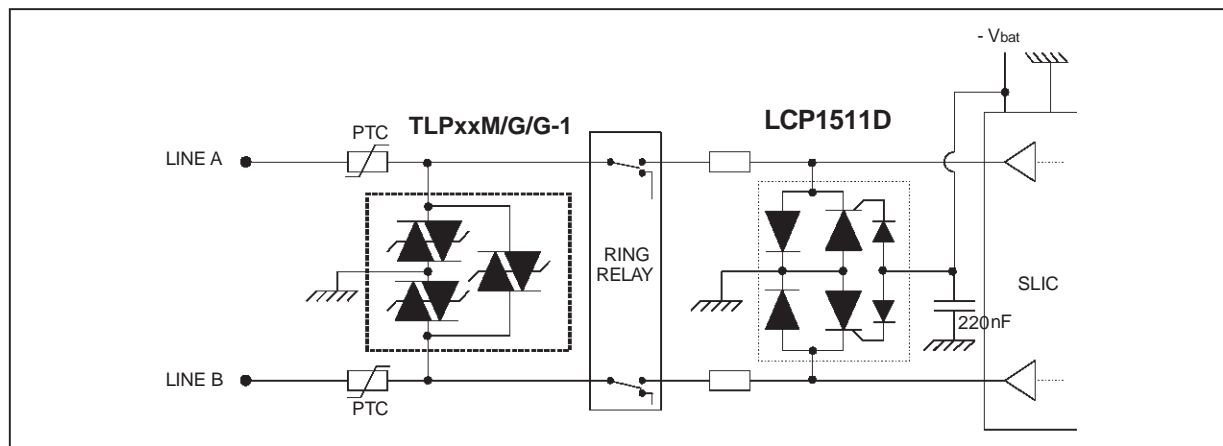 - Vbat
TLPxxM/G/G-1
LCP1511D
PTC
LINE A
RING
RELAY
SLIC
220nF
LINE B
PTC